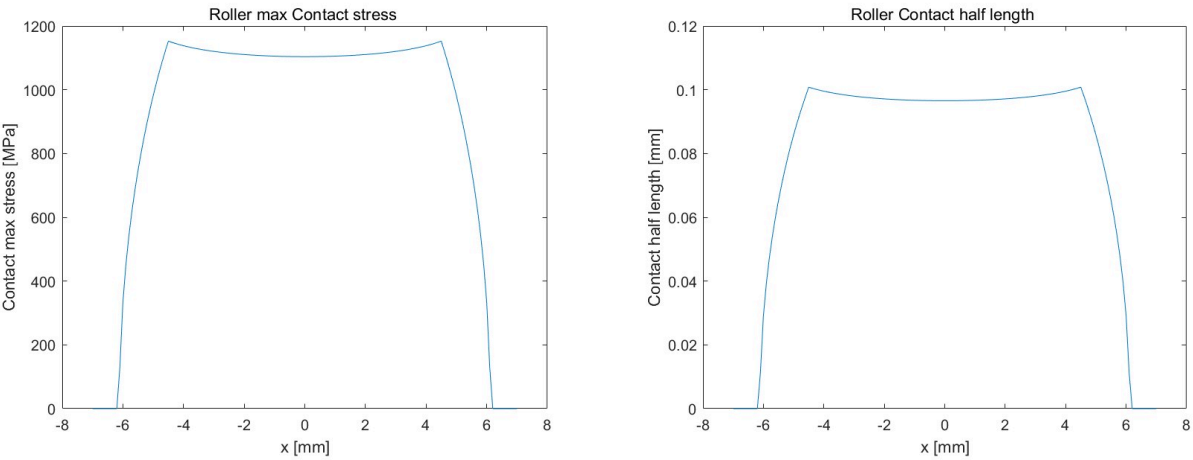 Roller max Contact stress
1200
1000
800
600
400
200
0
Contact max stress [MPa]
-8 -6 -4 -2 0 2 4 6 8
x [mm]
Roller Contact half length
0.12
0.1
0.08
0.06
0.04
0.02
0
Contact half length [mm]
-8 -6 -4 -2 0 2 4 6 8
x [mm]